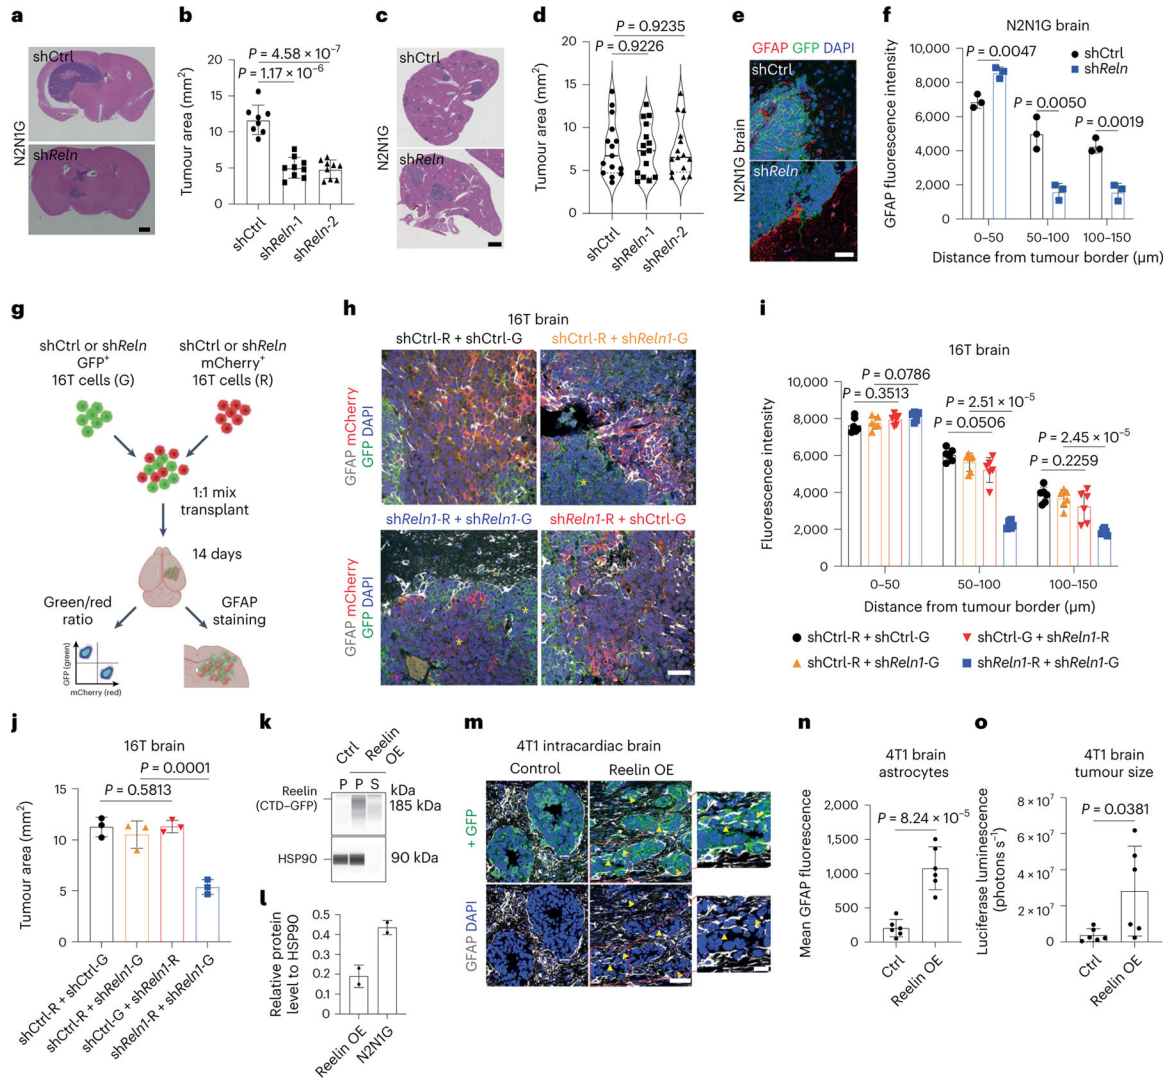 a
shCtrl
N2N1G
shReln
b
P = 4.58 × 10⁻⁷
P = 1.17 × 10⁻⁶
Tumour area (mm²)
20
15
10
5
0
shCtrl
shReln-1
shReln-2
c
shCtrl
N2N1G
shReln
d
P = 0.9235
P = 0.9226
Tumour area (mm²)
20
15
10
5
0
shCtrl
shReln-1
shReln-2
e
GFAP GFP DAPI
shCtrl
N2N1G brain
shReln
f
N2N1G brain
GFAP fluorescence intensity
10,000
8,000
6,000
4,000
2,000
0
P = 0.0047
P = 0.0050
P = 0.0019
shCtrl
shReln
0–50
50–100
100–150
Distance from tumour border (µm)
g
shCtrl or shReln
GFP⁺
16T cells (G)
shCtrl or shReln
mCherry⁺
16T cells (R)
1:1 mix
transplant
14 days
Green/red
ratio
GFAP
staining
GFP (green)
mCherry (red)
h
16T brain
shCtrl-R + shCtrl-G
shCtrl-R + shReln1-G
GFAP mCherry
GFP DAPI
*
shReln1-R + shReln1-G
shReln1-R + shCtrl-G
GFAP mCherry
GFP DAPI
*
*
*
i
16T brain
Fluorescence intensity
10,000
8,000
6,000
4,000
2,000
0
P = 0.0786
P = 0.3513
P = 2.51 × 10⁻⁵
P = 0.0506
P = 2.45 × 10⁻⁵
P = 0.2259
0–50
50–100
100–150
Distance from tumour border (µm)
shCtrl-R + shCtrl-G
shCtrl-G + shReln1-R
shCtrl-R + shReln1-G
shReln1-R + shReln1-G
j
16T brain
P = 0.0001
P = 0.5813
Tumour area (mm²)
15
10
5
0
shCtrl-R + shCtrl-G
shCtrl-R + shReln1-G
shCtrl-G + shReln1-R
shReln1-R + shReln1-G
k
Ctrl
Reelin
OE
P P S
kDa
Reelin
(CTD–GFP)
185 kDa
HSP90
90 kDa
l
Relative protein
level to HSP90
0.5
0.4
0.3
0.2
0.1
0
Reelin OE
N2N1G
m
4T1 intracardiac brain
Control
Reelin OE
+ GFP
GFAP DAPI
n
4T1 brain
astrocytes
Mean GFAP fluorescence
2,000
1,500
1,000
500
0
P = 8.24 × 10⁻⁵
Ctrl
Reelin OE
o
4T1 brain
tumour size
Luciferase luminescence
(photons s⁻¹)
8 × 10⁷
6 × 10⁷
4 × 10⁷
2 × 10⁷
0
P = 0.0381
Ctrl
Reelin OE